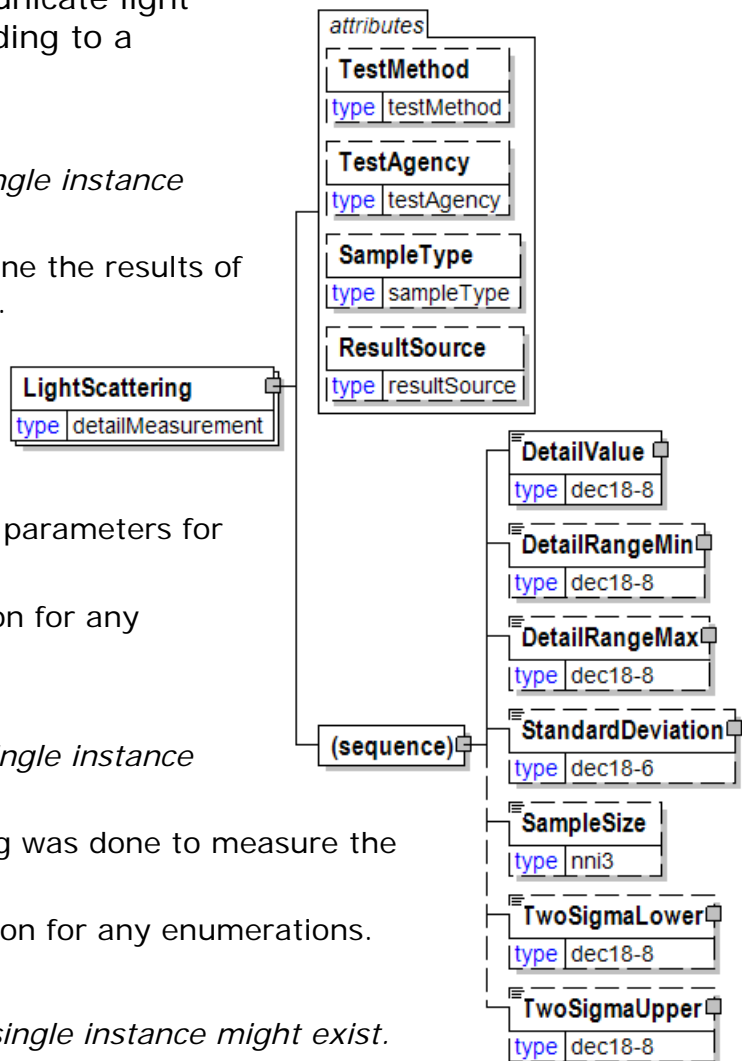 unicate light
ding to a
ngle instance
ne the results of
.
parameters for
on for any
ingle instance
g was done to measure the
on for any enumerations.
single instance might exist.
attributes
TestMethod
type testMethod
TestAgency
type testAgency
SampleType
type sampleType
ResultSource
type resultSource
LightScattering
type detailMeasurement
(sequence)
DetailValue
type dec18-8
DetailRangeMin
type dec18-8
DetailRangeMax
type dec18-8
StandardDeviation
type dec18-6
SampleSize
type nni3
TwoSigmaLower
type dec18-8
TwoSigmaUpper
type dec18-8